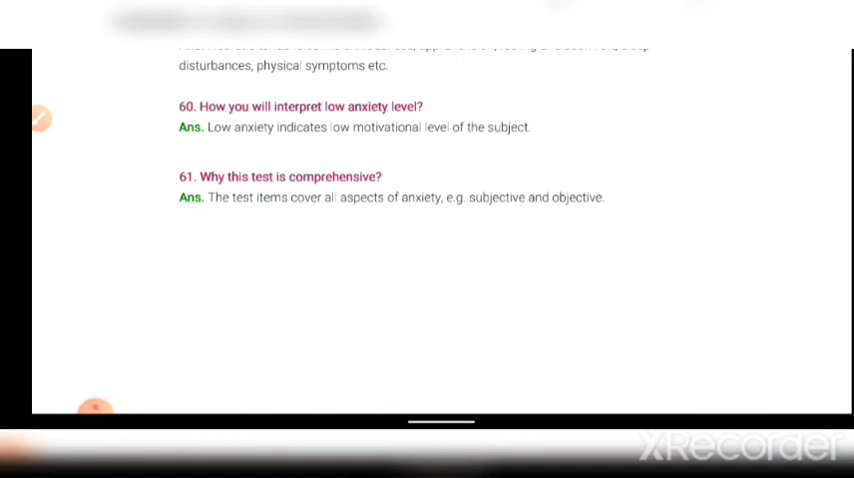 disturbances, physical symptoms etc.
60. How you will interpret low anxiety level?
Ans. Low anxiety indicates low motivational level of the subject.
61. Why this test is comprehensive?
Ans. The test items cover all aspects of anxiety, e.g. subjective and objective.
XRecorder